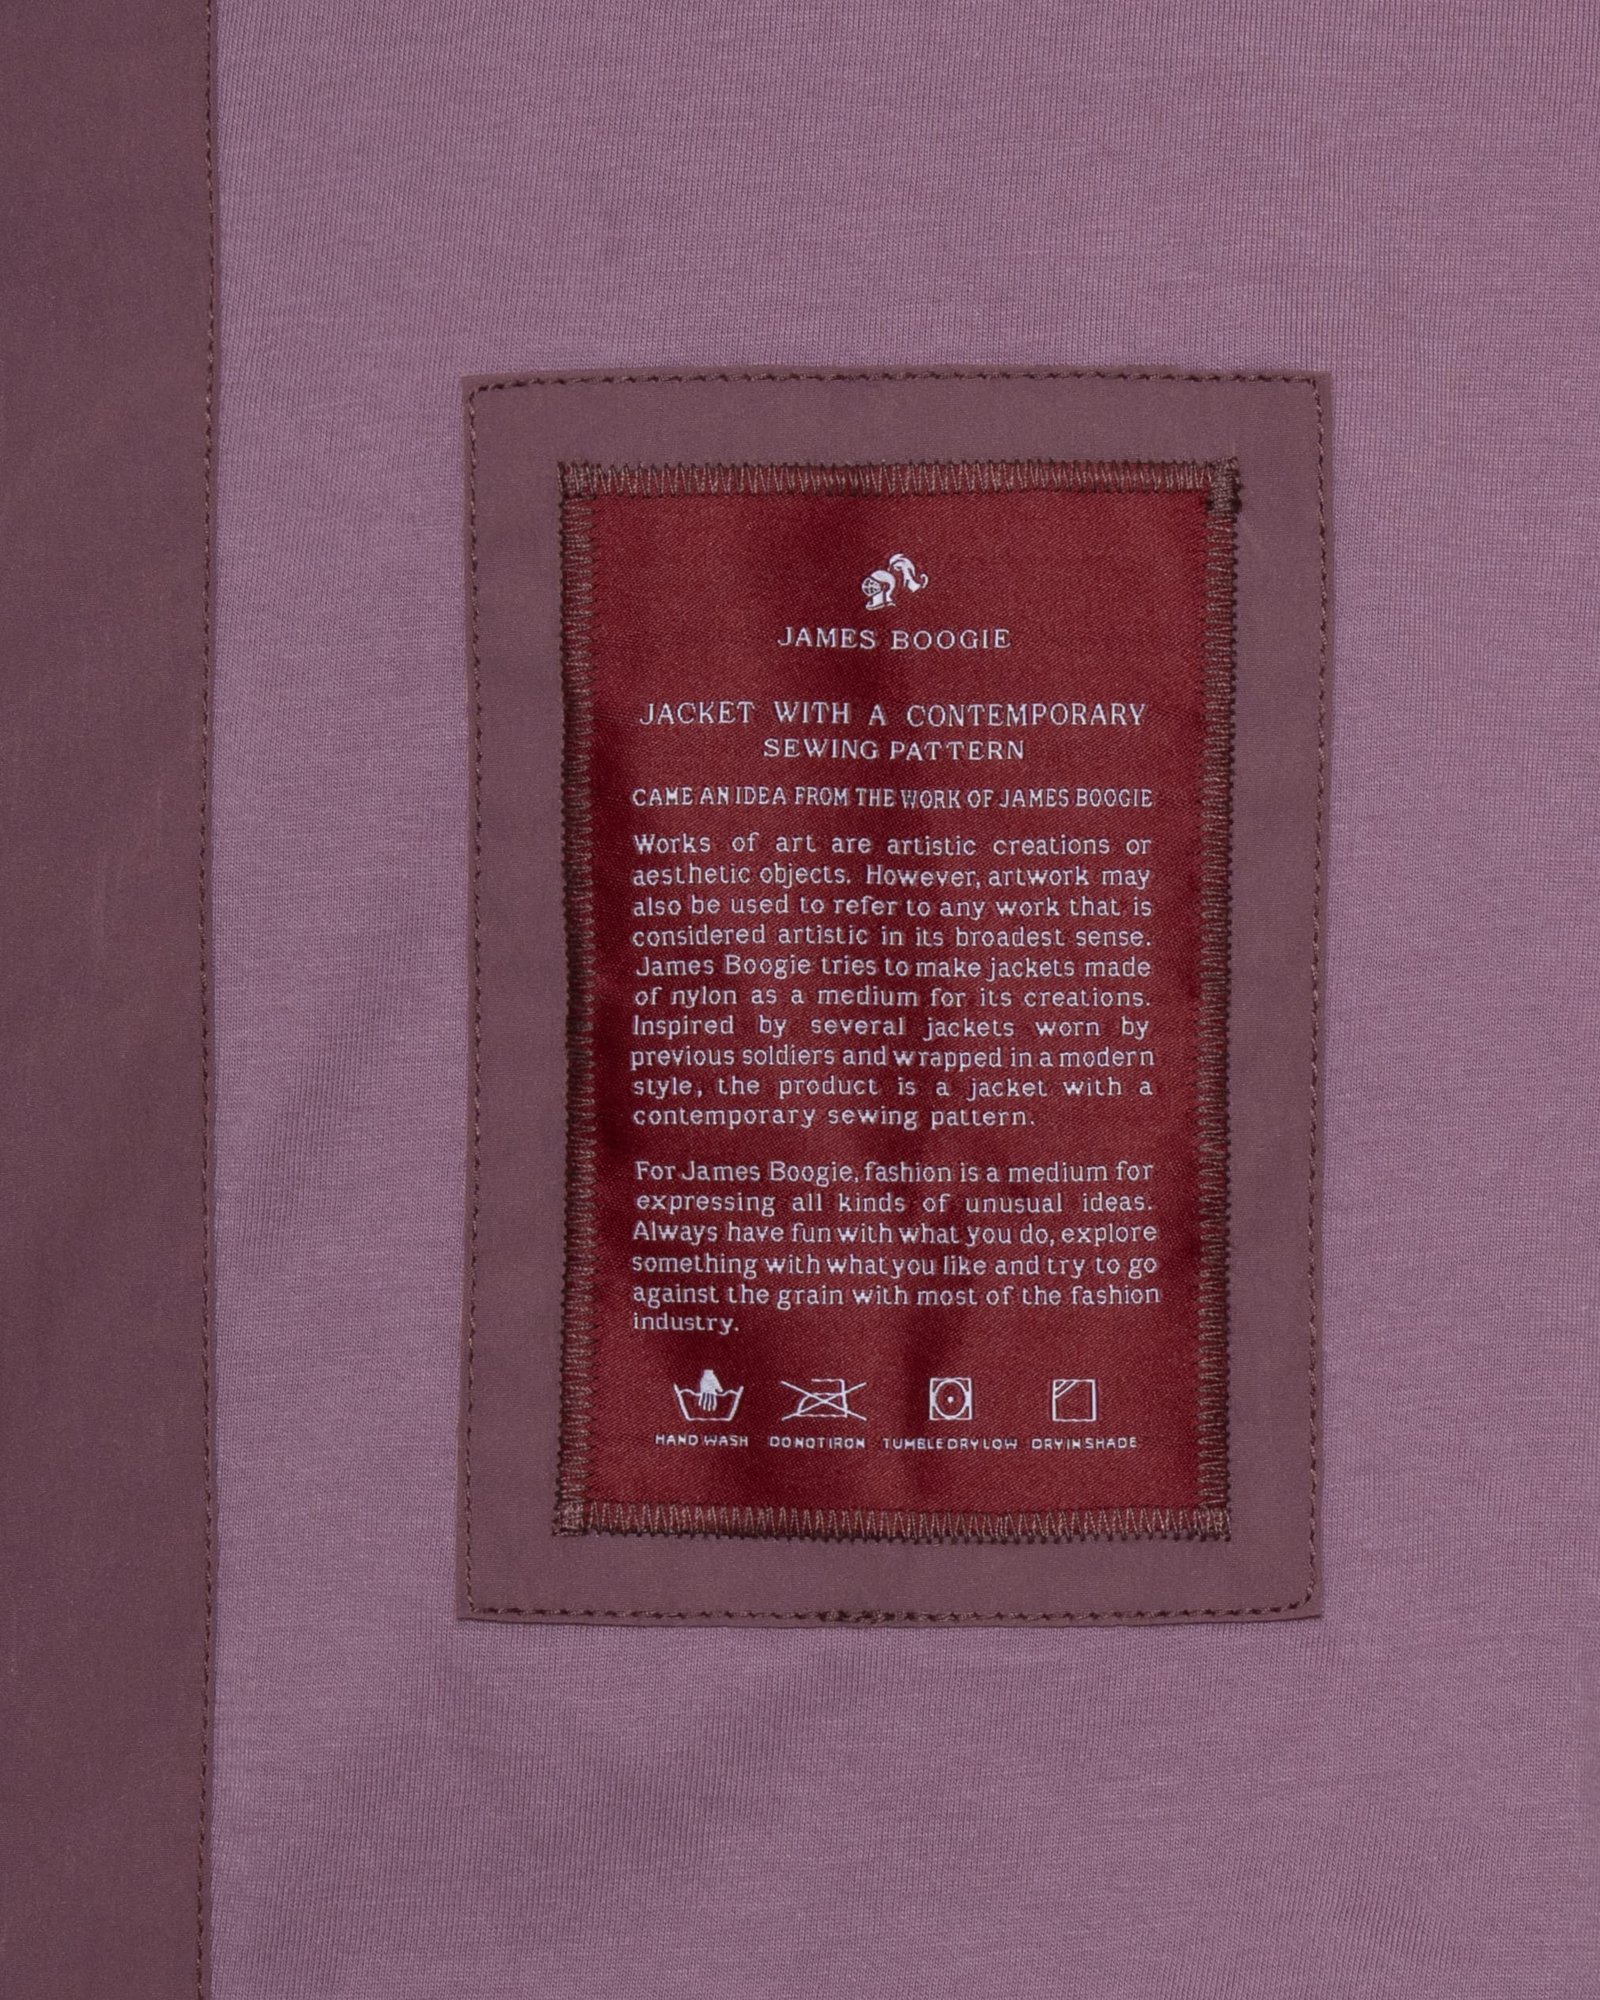 JAMES BOOGIE
JACKET WITH A CONTEMPORARY
SEWING PATTERN
CAME AN IDEA FROM THE WORK OF JAMES BOOGIE
Works of art are artistic creations or
aesthetic objects. However, artwork may
also be used to refer to any work that is
considered artistic in its broadest sense.
James Boogie tries to make jackets made
of nylon as a medium for its creations.
Inspired by several jackets worn by
previous soldiers and wrapped in a modern
style, the product is a jacket with a
contemporary sewing pattern.
For James Boogie, fashion is a medium for
expressing all kinds of unusual ideas.
Always have fun with what you do, explore
something with what you like and try to go
against the grain with most of the fashion
industry.
HAND WASH DO NOT IRON TUMBLE DRY LOW DRY IN SHADE